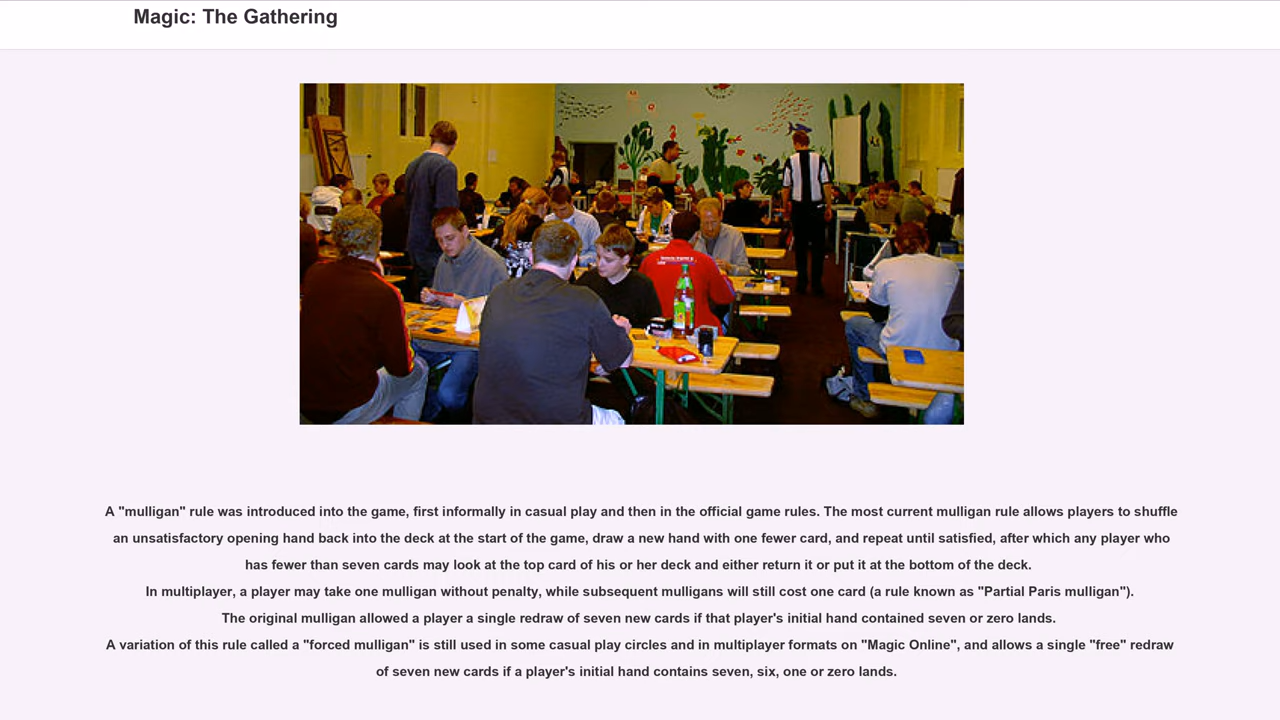 Magic: The Gathering
A "mulligan" rule was introduced into the game, first informally in casual play and then in the official game rules. The most current mulligan rule allows players to shuffle
an unsatisfactory opening hand back into the deck at the start of the game, draw a new hand with one fewer card, and repeat until satisfied, after which any player who
has fewer than seven cards may look at the top card of his or her deck and either return it or put it at the bottom of the deck.
In multiplayer, a player may take one mulligan without penalty, while subsequent mulligans will still cost one card (a rule known as "Partial Paris mulligan").
The original mulligan allowed a player a single redraw of seven new cards if that player's initial hand contained seven or zero lands.
A variation of this rule called a "forced mulligan" is still used in some casual play circles and in multiplayer formats on "Magic Online", and allows a single "free" redraw
of seven new cards if a player's initial hand contains seven, six, one or zero lands.